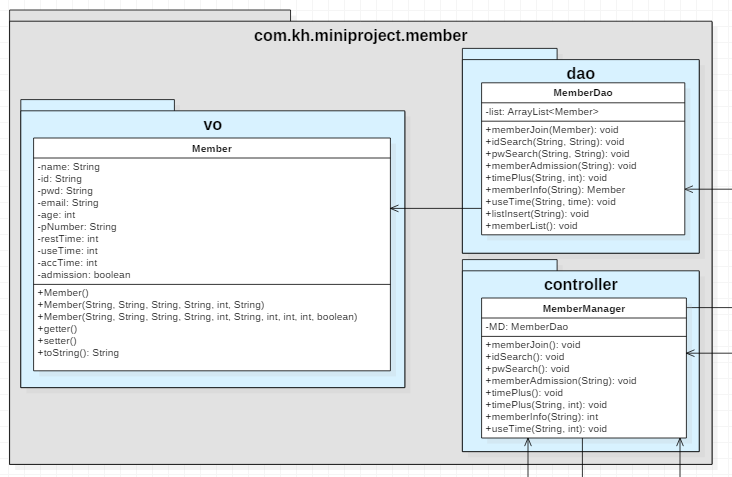 com.kh.miniproject.member
vo
Member
-name: String
-id: String
-pwd: String
-email: String
-age: int
-pNumber: String
-restTime: int
-useTime: int
-accTime: int
-admission: boolean
+Member()
+Member(String, String, String, String, int, String)
+Member(String, String, String, String, int, String, int, int, int, boolean)
+getter()
+setter()
+toString(): String
dao
MemberDao
-list: ArrayList<Member>
+memberJoin(Member): void
+idSearch(String, String): void
+pwSearch(String, String): void
+memberAdmission(String): void
+timePlus(String, int): void
+memberInfo(String): Member
+useTime(String, time): void
+listInsert(String): void
+memberList(): void
controller
MemberManager
-MD: MemberDao
+memberJoin(): void
+idSearch(): void
+pwSearch(): void
+memberAdmission(String): void
+timePlus(): void
+timePlus(String, int): void
+memberInfo(String): int
+useTime(String, int): void